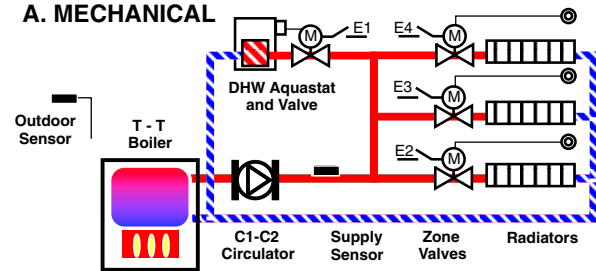 A. MECHANICAL
M
E1
E4
M
DHW Aquastat
and Valve
E3
M
Outdoor
Sensor
T - T
Boiler
E2
M
C1-C2
Circulator
Supply
Sensor
Zone
Valves
Radiators